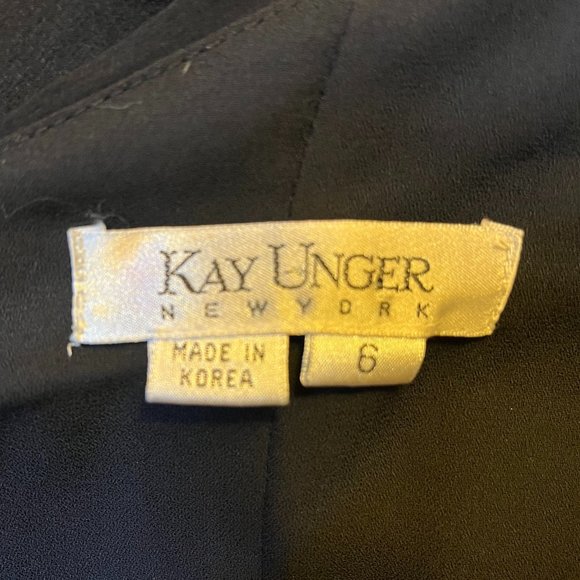 KAY UNGER
NEW YORK
MADE IN
KOREA
6